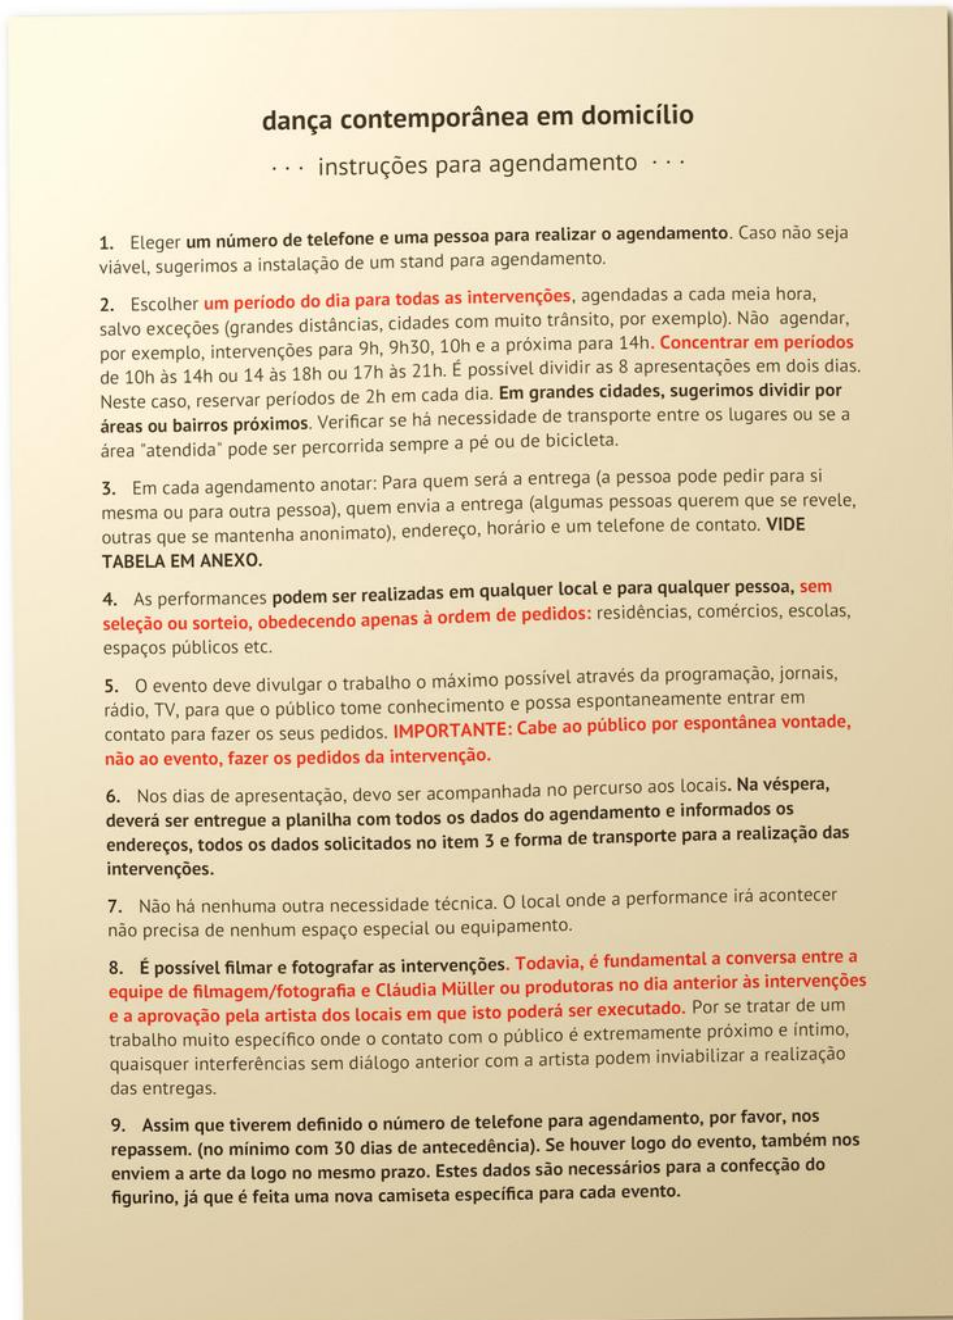 dança contemporânea em domicílio
··· instruções para agendamento ···
1. Eleger um número de telefone e uma pessoa para realizar o agendamento. Caso não seja
viável, sugerimos a instalação de um stand para agendamento.
2. Escolher um período do dia para todas as intervenções, agendadas a cada meia hora,
salvo exceções (grandes distâncias, cidades com muito trânsito, por exemplo). Não agendar,
por exemplo, intervenções para 9h, 9h30, 10h e a próxima para 14h. Concentrar em períodos
de 10h às 14h ou 14 às 18h ou 17h às 21h. É possível dividir as 8 apresentações em dois dias.
Neste caso, reservar períodos de 2h em cada dia. Em grandes cidades, sugerimos dividir por
áreas ou bairros próximos. Verificar se há necessidade de transporte entre os lugares ou se a
área "atendida" pode ser percorrida sempre a pé ou de bicicleta.
3. Em cada agendamento anotar: Para quem será a entrega (a pessoa pode pedir para si
mesma ou para outra pessoa), quem envia a entrega (algumas pessoas querem que se revele,
outras que se mantenha anonimato), endereço, horário e um telefone de contato. VIDE
TABELA EM ANEXO.
4. As performances podem ser realizadas em qualquer local e para qualquer pessoa, sem
seleção ou sorteio, obedecendo apenas à ordem de pedidos: residências, comércios, escolas,
espaços públicos etc.
5. O evento deve divulgar o trabalho o máximo possível através da programação, jornais,
rádio, TV, para que o público tome conhecimento e possa espontaneamente entrar em
contato para fazer os seus pedidos. IMPORTANTE: Cabe ao público por espontânea vontade,
não ao evento, fazer os pedidos da intervenção.
6. Nos dias de apresentação, devo ser acompanhada no percurso aos locais. Na véspera,
deverá ser entregue a planilha com todos os dados do agendamento e informados os
endereços, todos os dados solicitados no item 3 e forma de transporte para a realização das
intervenções.
7. Não há nenhuma outra necessidade técnica. O local onde a performance irá acontecer
não precisa de nenhum espaço especial ou equipamento.
8. É possível filmar e fotografar as intervenções. Todavia, é fundamental a conversa entre a
equipe de filmagem/fotografia e Cláudia Müller ou produtoras no dia anterior às intervenções
e a aprovação pela artista dos locais em que isto poderá ser executado. Por se tratar de um
trabalho muito específico onde o contato com o público é extremamente próximo e íntimo,
quaisquer interferências sem diálogo anterior com a artista podem inviabilizar a realização
das entregas.
9. Assim que tiverem definido o número de telefone para agendamento, por favor, nos
repassem. (no mínimo com 30 dias de antecedência). Se houver logo do evento, também nos
enviem a arte da logo no mesmo prazo. Estes dados são necessários para a confecção do
figurino, já que é feita uma nova camiseta específica para cada evento.